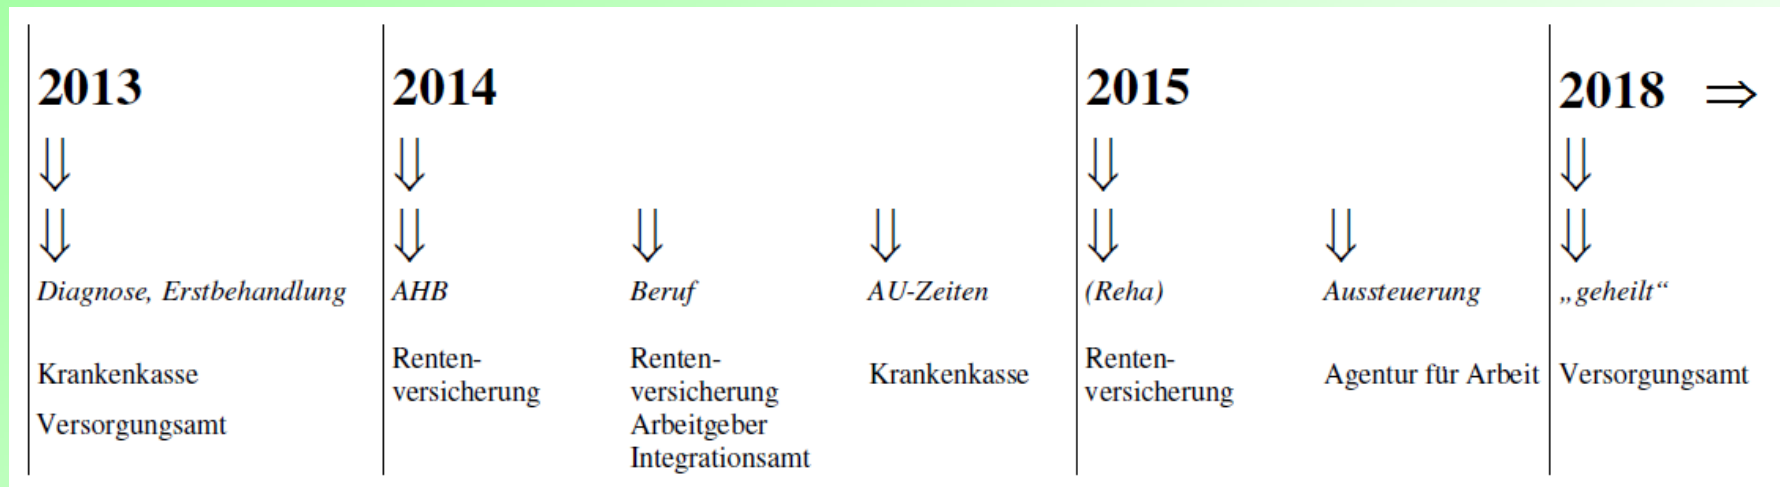 2013
2014
2015
2018 ⇒
⇓ ⇓ ⇓ ⇓
⇓ ⇓ ⇓ ⇓ ⇓ ⇓ ⇓
Diagnose, Erstbehandlung
AHB
Beruf
AU-Zeiten
(Reha)
Aussteuerung
„geheilt“
Krankenkasse
Versorgungsamt
Renten-
versicherung
Renten-
versicherung
Arbeitgeber
Integrationsamt
Krankenkasse
Renten-
versicherung
Agentur für Arbeit
Versorgungsamt